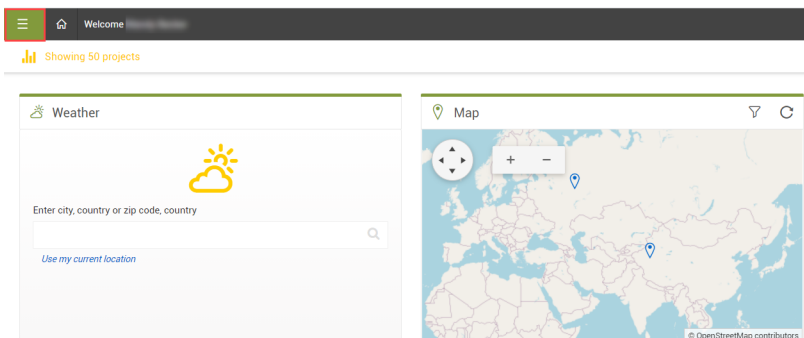 Welcome
Showing 50 projects
Weather
Enter city, country or zip code, country
Use my current location
Map
+ −
© OpenStreetMap contributors